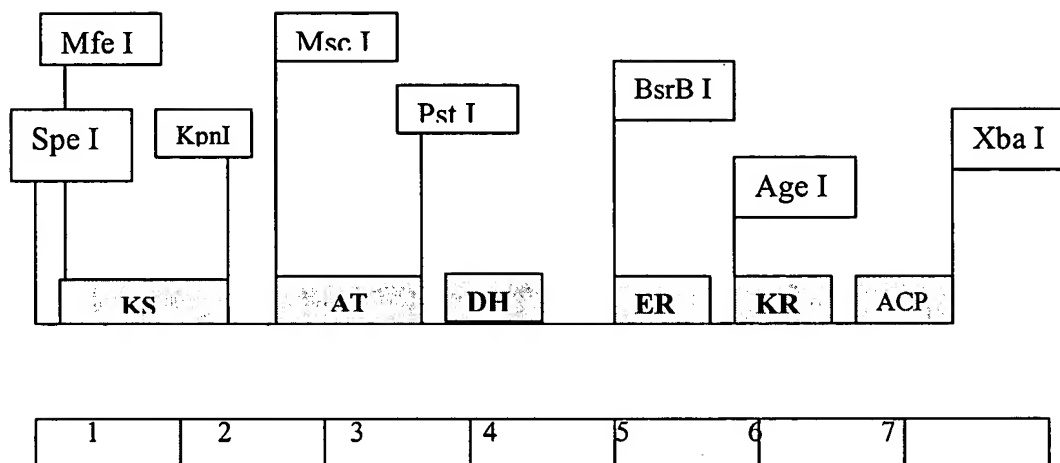 Mfe I
Msc I
Pst I
BsrB I
Spe I
KpnI
Xba I
Age I
KS
AT
DH
ER
KR
ACP
1 2 3 4 5 6 7